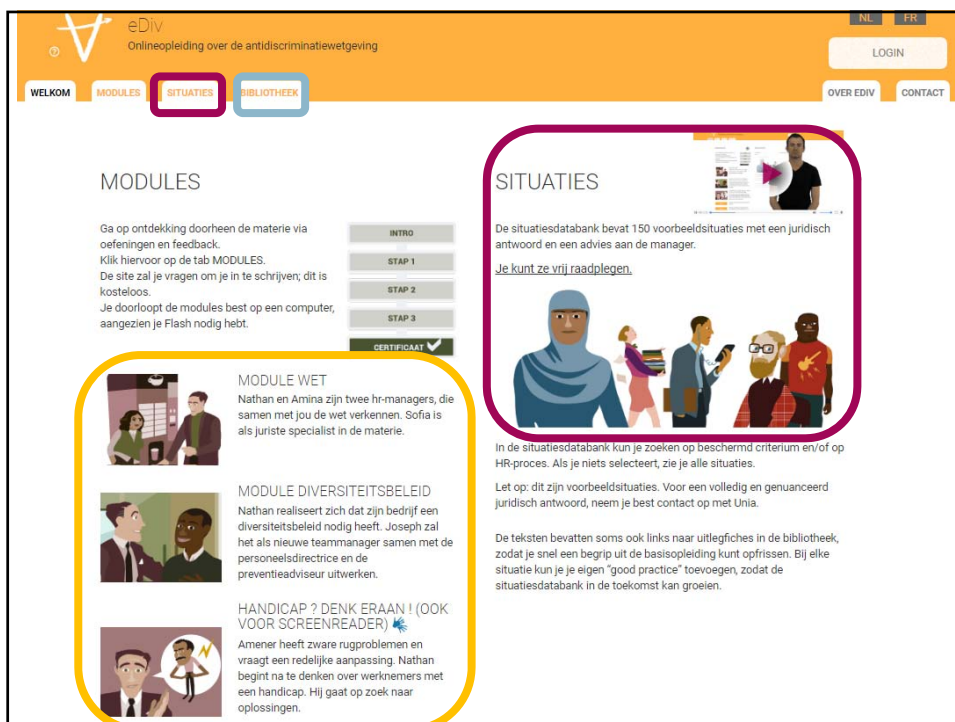 eDiv
Onlineopleiding over de antidiscriminatiewetgeving
NL FR
LOGIN
WELKOM MODULES SITUATIES BIBLIOTHEEK OVER EDIV CONTACT
MODULES
Ga op ontdekking doorheen de materie via
oefeningen en feedback.
Klik hiervoor op de tab MODULES.
De site zal je vragen om je in te schrijven; dit is
kosteloos.
Je doorloopt de modules best op een computer,
aangezien je Flash nodig hebt.
INTRO
STAP 1
STAP 2
STAP 3
CERTIFICAAT
MODULE WET
Nathan en Amina zijn twee hr-managers, die
samen met jou de wet verkennen. Sofia is
als juriste specialist in de materie.
MODULE DIVERSITEITSBELEID
Nathan realiseert zich dat zijn bedrijf een
diversiteitsbeleid nodig heeft. Joseph zal
het als nieuwe teammanager samen met de
personeelsdirectrice en de
preventieadviseur uitwerken.
HANDICAP ? DENK ERAAN ! (OOK
VOOR SCREENREADER)
Amener heeft zware rugproblemen en
vraagt een redelijke aanpassing. Nathan
begint na te denken over werknemers met
een handicap. Hij gaat op zoek naar
oplossingen.
SITUATIES
De situatiesdatabank bevat 150 voorbeeldsituaties met een juridisch
antwoord en een advies aan de manager.
Je kunt ze vrij raadplegen.
In de situatiesdatabank kun je zoeken op beschermd criterium en/of op
HR-proces. Als je niets selecteert, zie je alle situaties.
Let op: dit zijn voorbeeldsituaties. Voor een volledig en genuanceerd
juridisch antwoord, neem je best contact op met Unia.
De teksten bevatten soms ook links naar uitlegfiches in de bibliotheek,
zodat je snel een begrip uit de basisopleiding kunt opfrissen. Bij elke
situatie kun je je eigen "good practice" toevoegen, zodat de
situatiesdatabank in de toekomst kan groeien.